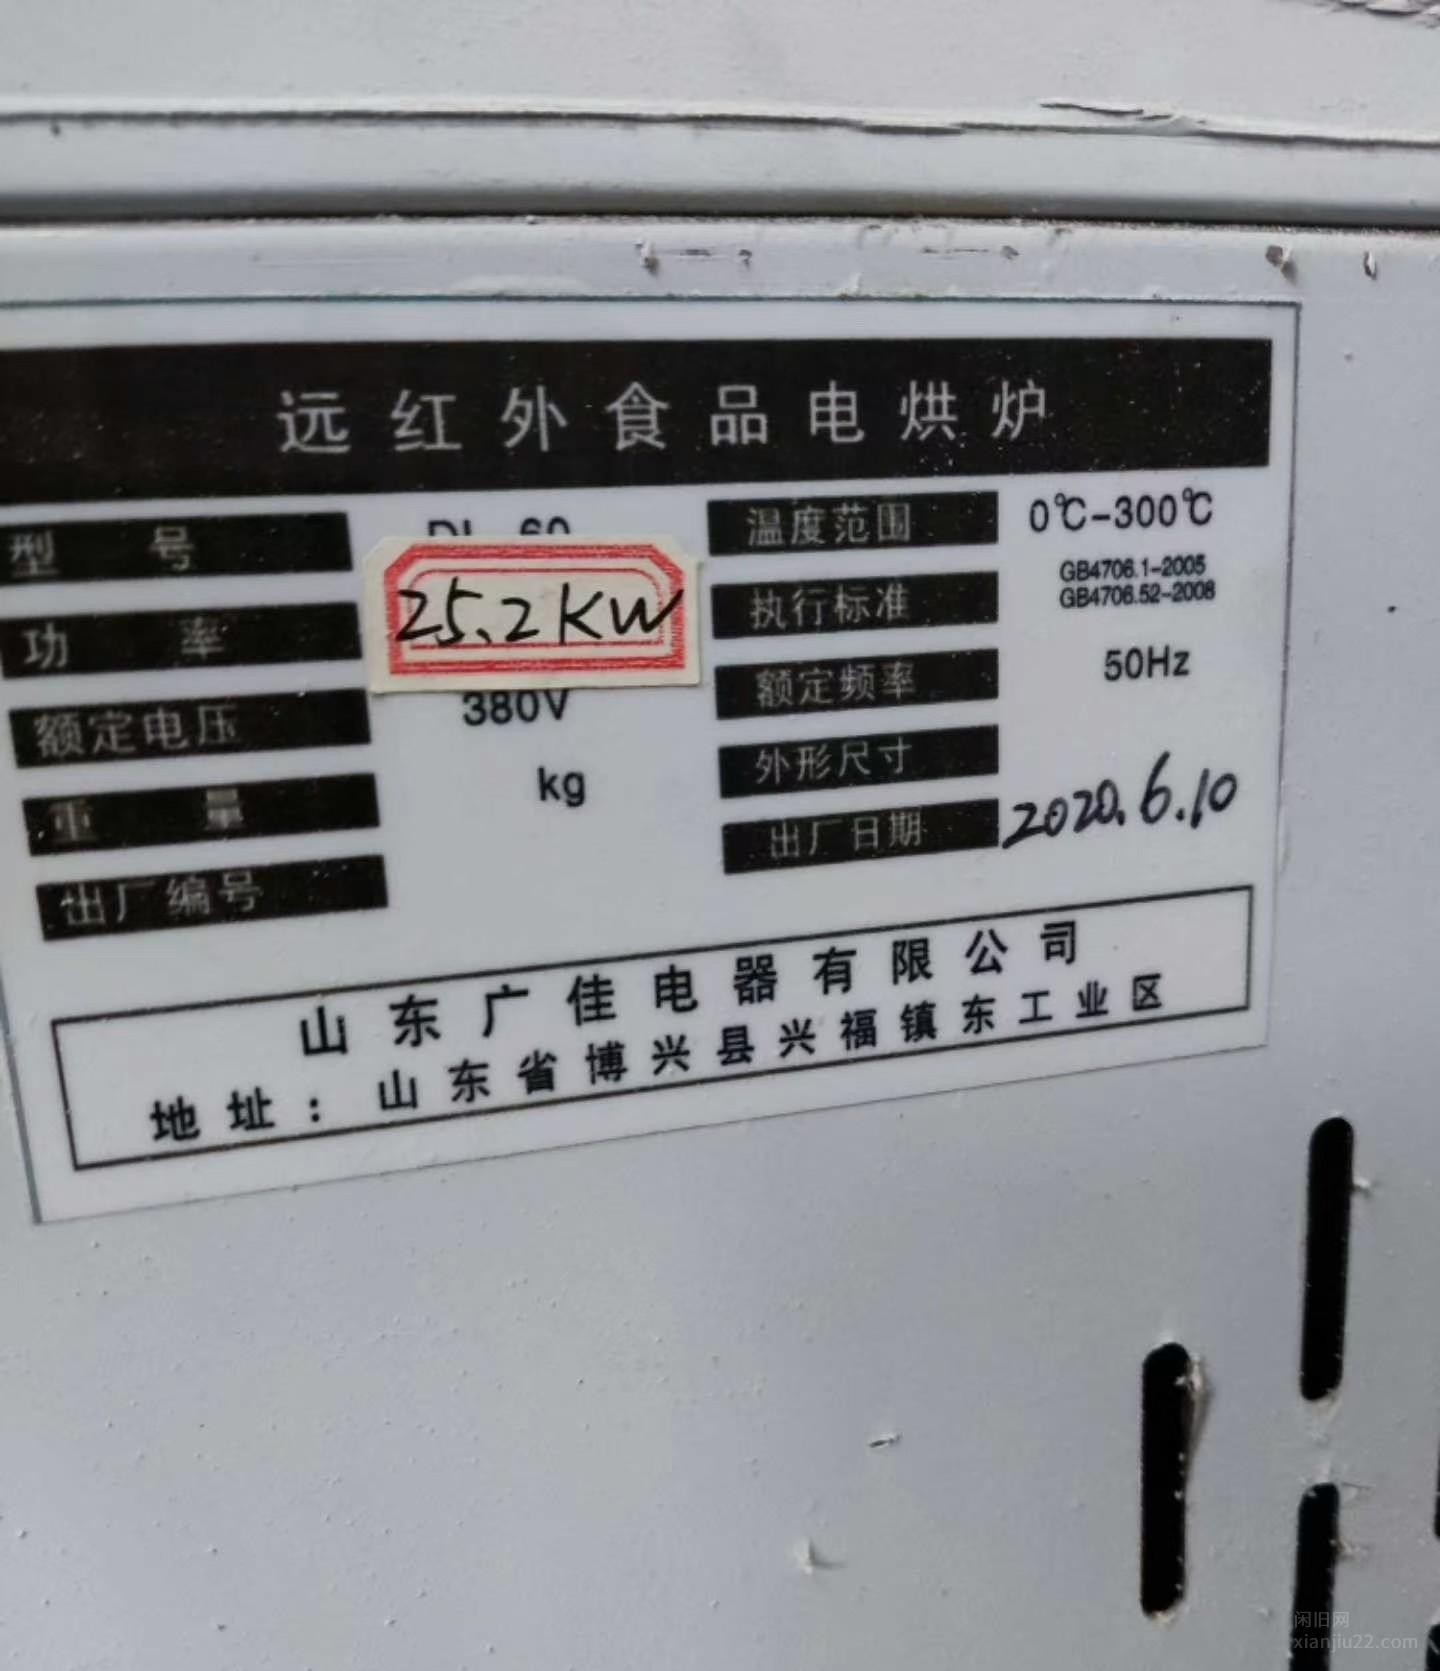 远红外食品电烘炉
型号
温度范围 0℃-300℃
功率 25.2KW
执行标准 GB4706.1-2005
GB4706.52-2008
额定电压 380V
额定频率 50Hz
重量 kg
外形尺寸
出厂编号
出厂日期 2020.6.10
山东广佳电器有限公司
地址：山东省博兴县兴福镇东工业区
闲旧网
xianjiu22.com